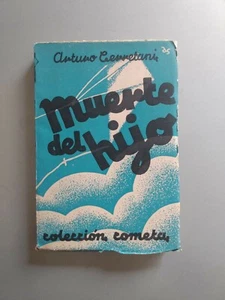 Arturo Cerretani,
muerte
del hijo
colección cometa,